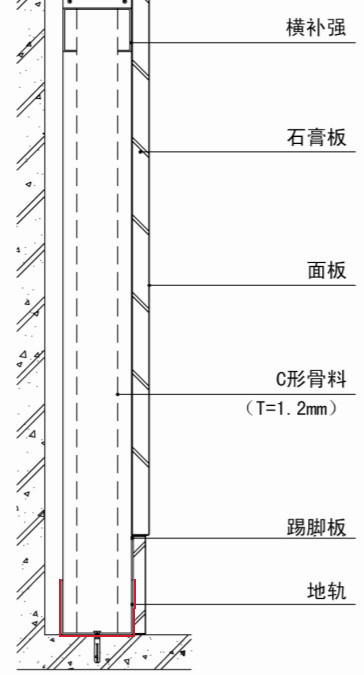 横补强
石膏板
面板
C形骨料
（T=1.2mm）
踢脚板
地轨